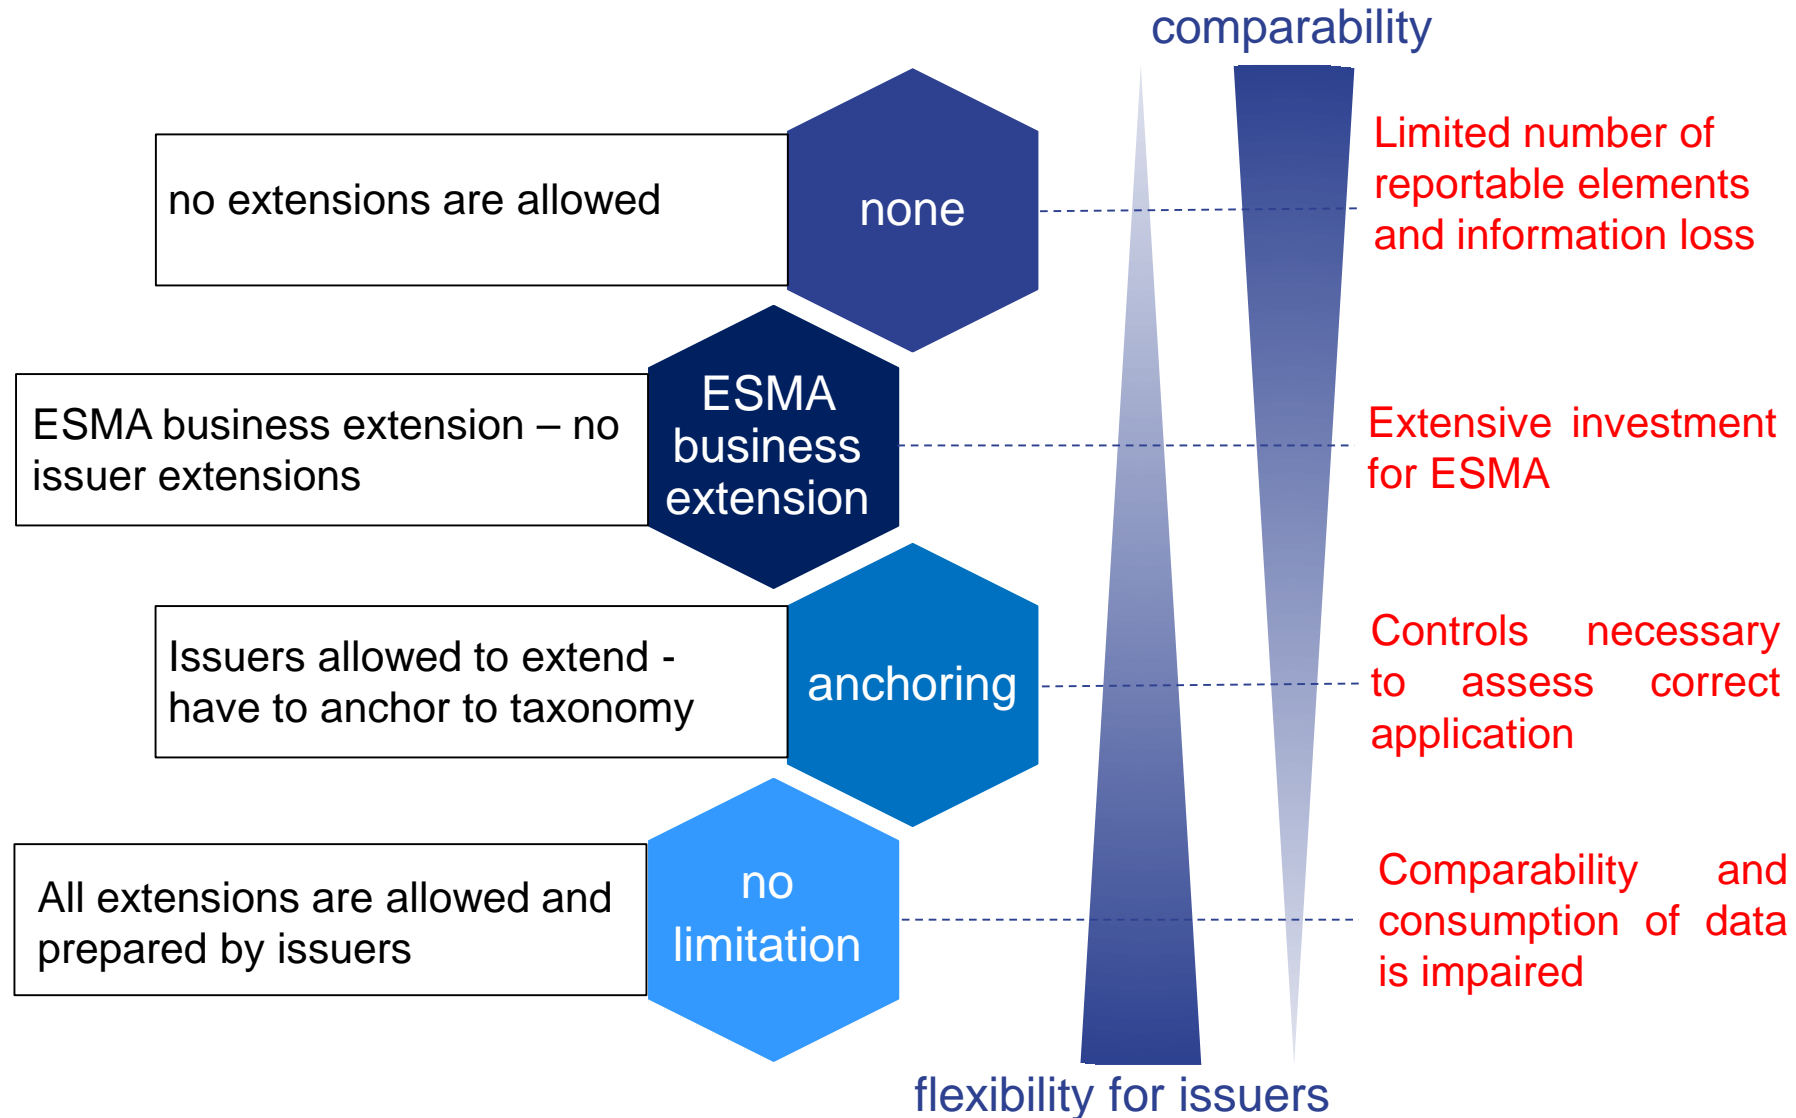 comparability
no extensions are allowed
none
Limited number of
reportable elements
and information loss
ESMA business extension – no
issuer extensions
ESMA
business
extension
Extensive investment
for ESMA
Issuers allowed to extend -
have to anchor to taxonomy
anchoring
Controls necessary
to assess correct
application
All extensions are allowed and
prepared by issuers
no
limitation
Comparability and
consumption of data
is impaired
flexibility for issuers